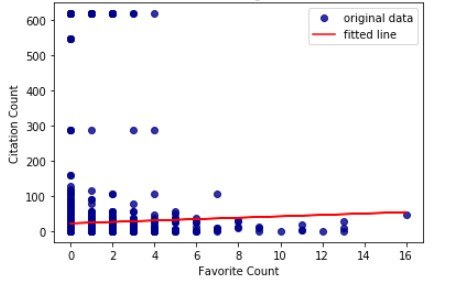 original data
fitted line
Citation Count
600
500
400
300
200
100
0
0 2 4 6 8 10 12 14 16
Favorite Count